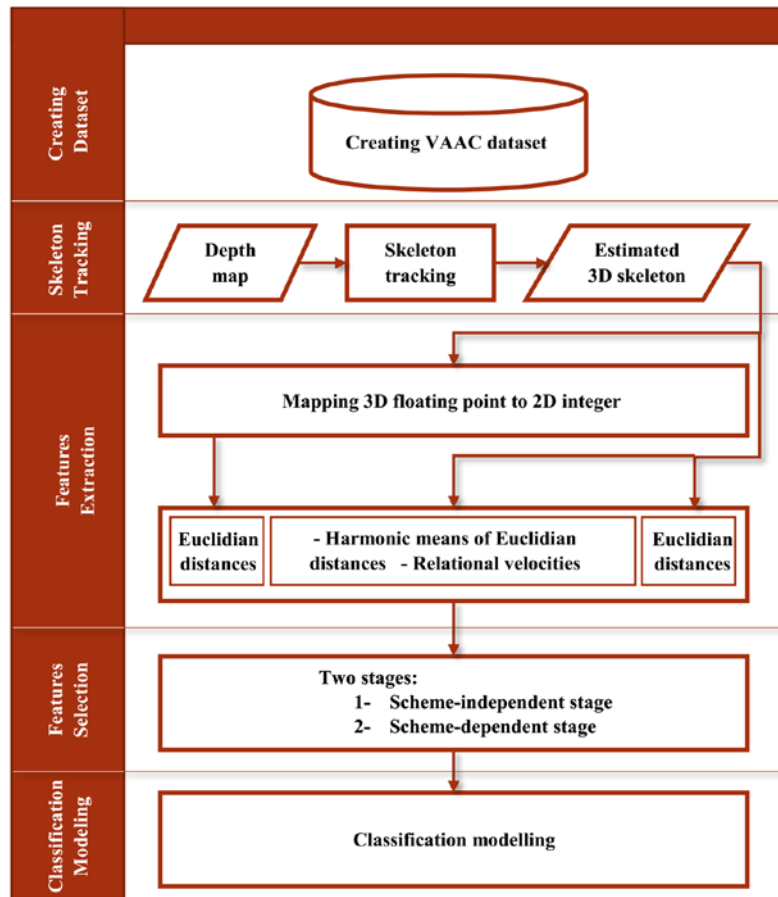 Creating
Dataset
Creating VAAC dataset
Skeleton
Tracking
Depth
map
Skeleton
tracking
Estimated
3D skeleton
Features
Extraction
Mapping 3D floating point to 2D integer
Euclidian
distances
- Harmonic means of Euclidian
distances - Relational velocities
Euclidian
distances
Features
Selection
Two stages:
1- Scheme-independent stage
2- Scheme-dependent stage
Classification
Modeling
Classification modelling